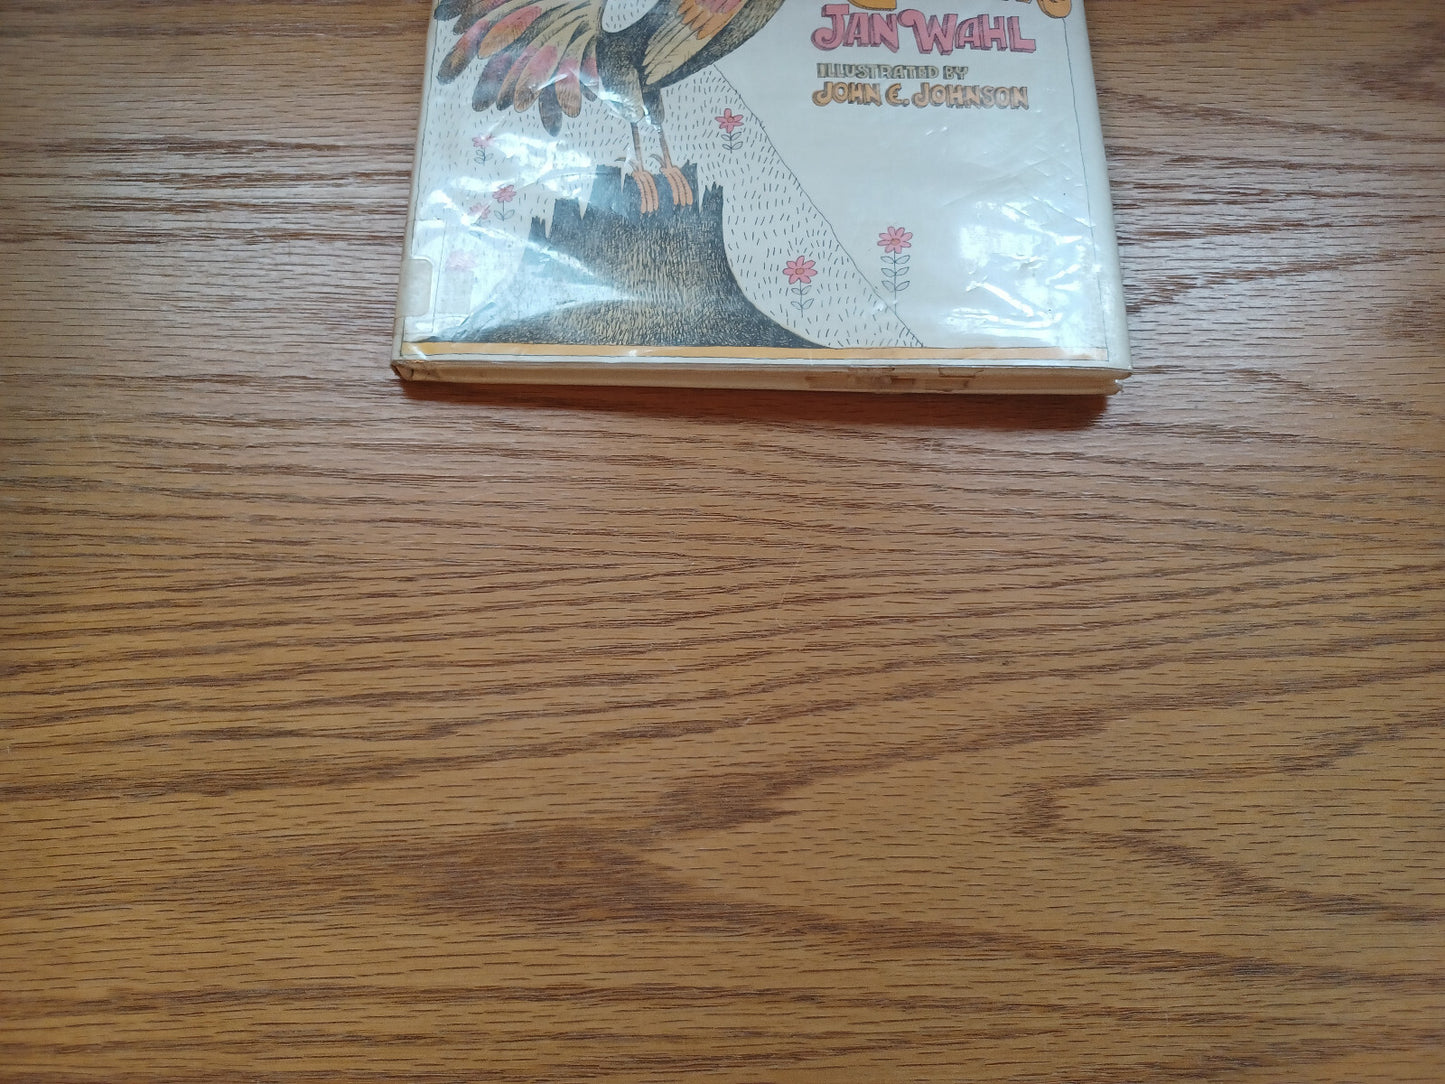 JAN WAHL
ILLUSTRATED BY
JOHN E. JOHNSON